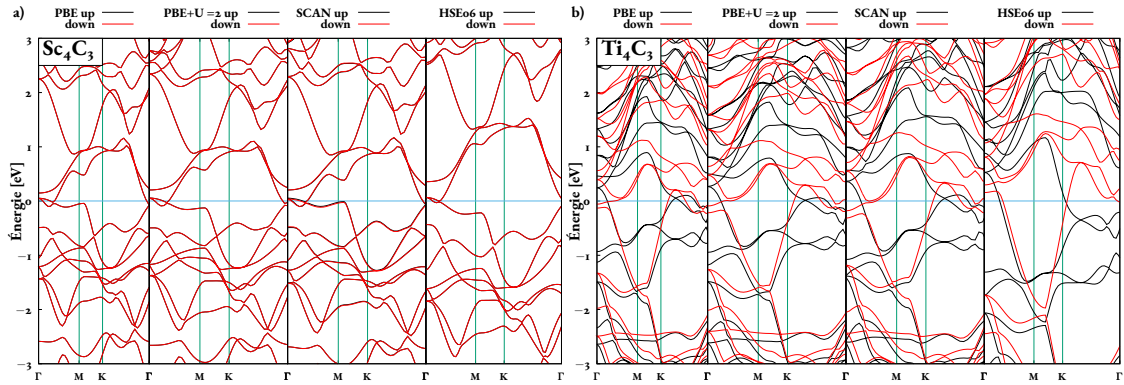 a) PBE up PBE+U =2 up SCAN up HSE06 up b) PBE up PBE+U =2 up SCAN up HSE06 up
down down down down down down down down
3 Sc4C3 3 Ti4C3
2 2
1 1
0 0
−1 −1
−2 −2
−3 −3
Énergie [eV] Énergie [eV]
Γ M K Γ M K Γ M K Γ M K Γ Γ M K Γ M K Γ M K Γ M K Γ